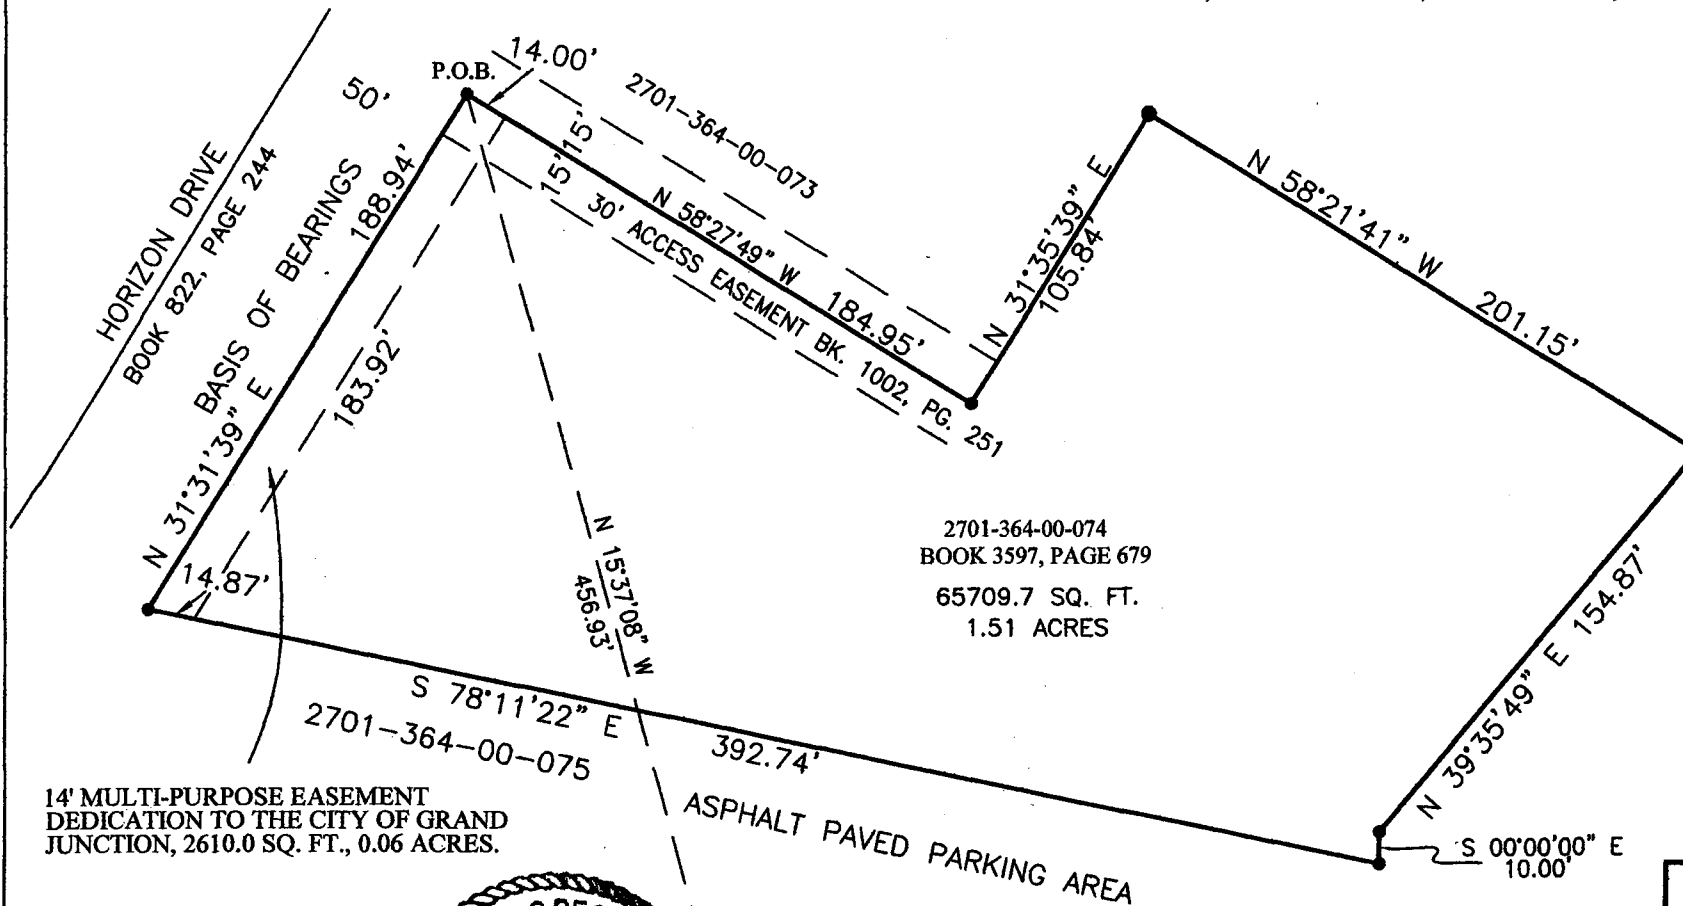 14.00'
P.O.B.
50'
2701-364-00-073
15' 15'
HORIZON DRIVE
BOOK 822, PAGE 244
BASIS OF BEARINGS
N 31°31'39" E
188.94'
183.92'
14.87'
N 58°27'49" W 184.95'
30' ACCESS EASEMENT BK. 1002, PG. 251
N 31°35'39" E
105.84'
N 58°21'41" W 201.15'
N 15°37'08" W
456.93'
2701-364-00-074
BOOK 3597, PAGE 679
65709.7 SQ. FT.
1.51 ACRES
N 39°35'49" E 154.87'
S 78°11'22" E 392.74'
2701-364-00-075
ASPHALT PAVED PARKING AREA
S 00°00'00" E
10.00'
14' MULTI-PURPOSE EASEMENT
DEDICATION TO THE CITY OF GRAND
JUNCTION, 2610.0 SQ. FT., 0.06 ACRES.